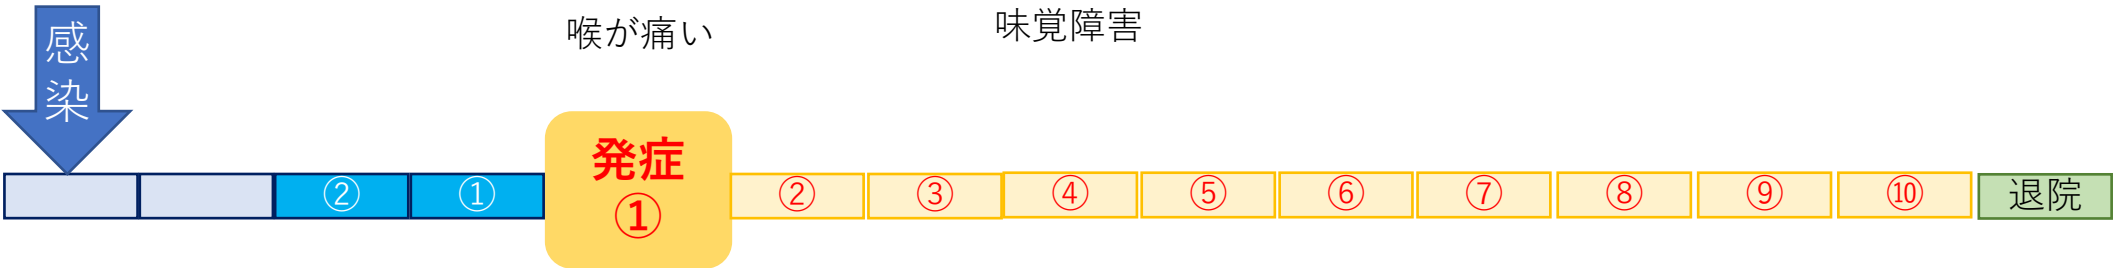 感
染
喉が痛い
味覚障害
② ① 発症 ① ② ③ ④ ⑤ ⑥ ⑦ ⑧ ⑨ ⑩ 退院